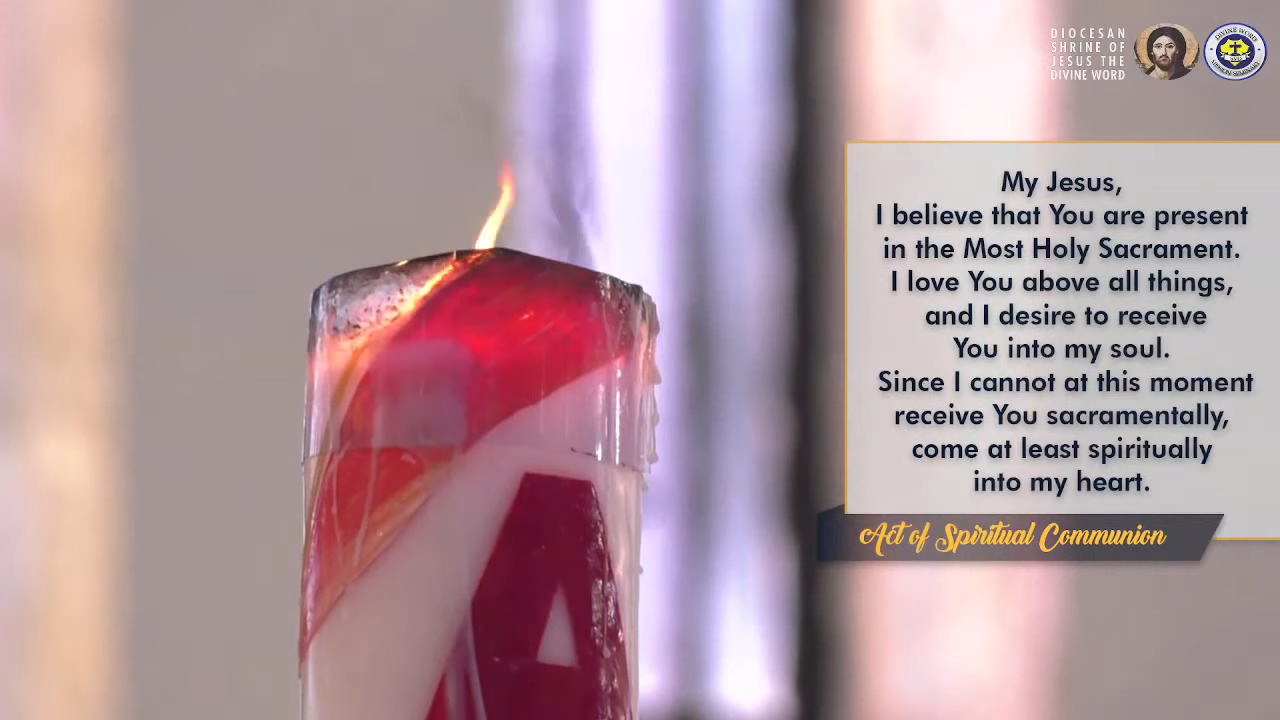 DIOCESAN
SHRINE OF
JESUS THE
DIVINE WORD
DIVINE WORD
My Jesus,
I believe that You are present
in the Most Holy Sacrament.
I love You above all things,
and I desire to receive
You into my soul.
Since I cannot at this moment
receive You sacramentally,
come at least spiritually
into my heart.
Act of Spiritual Communion
A